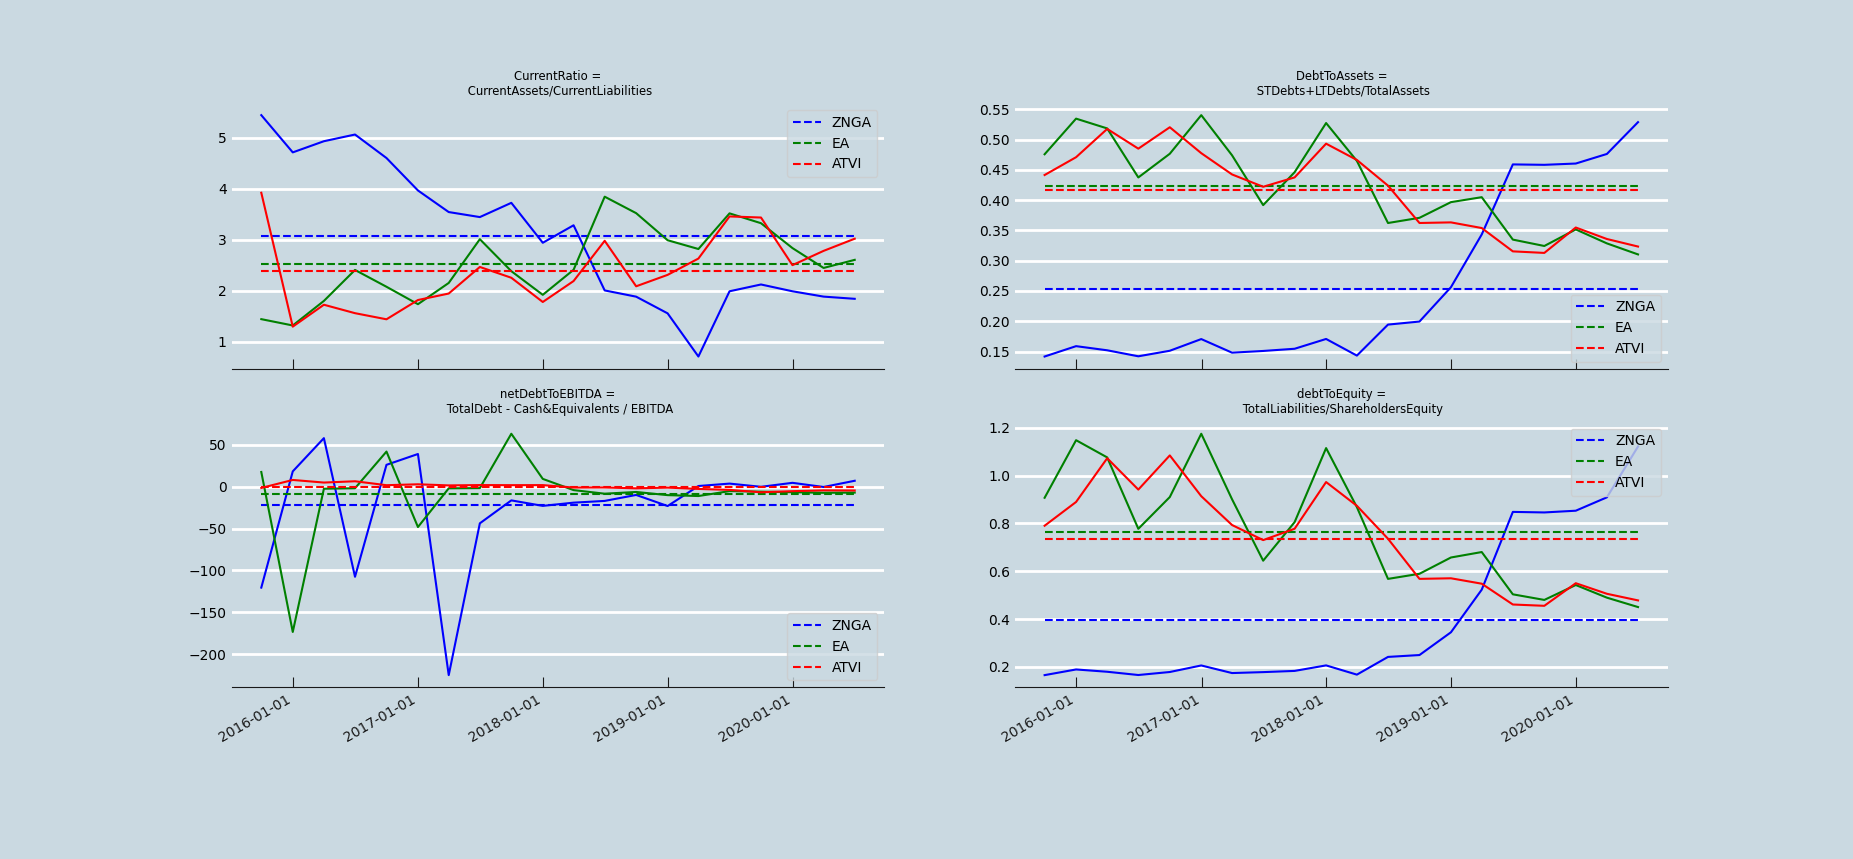 CurrentRatio =
CurrentAssets/CurrentLiabilities
5
4
3
2
1
ZNGA
EA
ATVI
DebtToAssets =
STDebts+LTDebts/TotalAssets
0.55
0.50
0.45
0.40
0.35
0.30
0.25
0.20
0.15
ZNGA
EA
ATVI
netDebtToEBITDA =
TotalDebt - Cash&Equivalents / EBITDA
50
0
−50
−100
−150
−200
ZNGA
EA
ATVI
2016-01-01
2017-01-01
2018-01-01
2019-01-01
2020-01-01
debtToEquity =
TotalLiabilities/ShareholdersEquity
1.2
1.0
0.8
0.6
0.4
0.2
ZNGA
EA
ATVI
2016-01-01
2017-01-01
2018-01-01
2019-01-01
2020-01-01